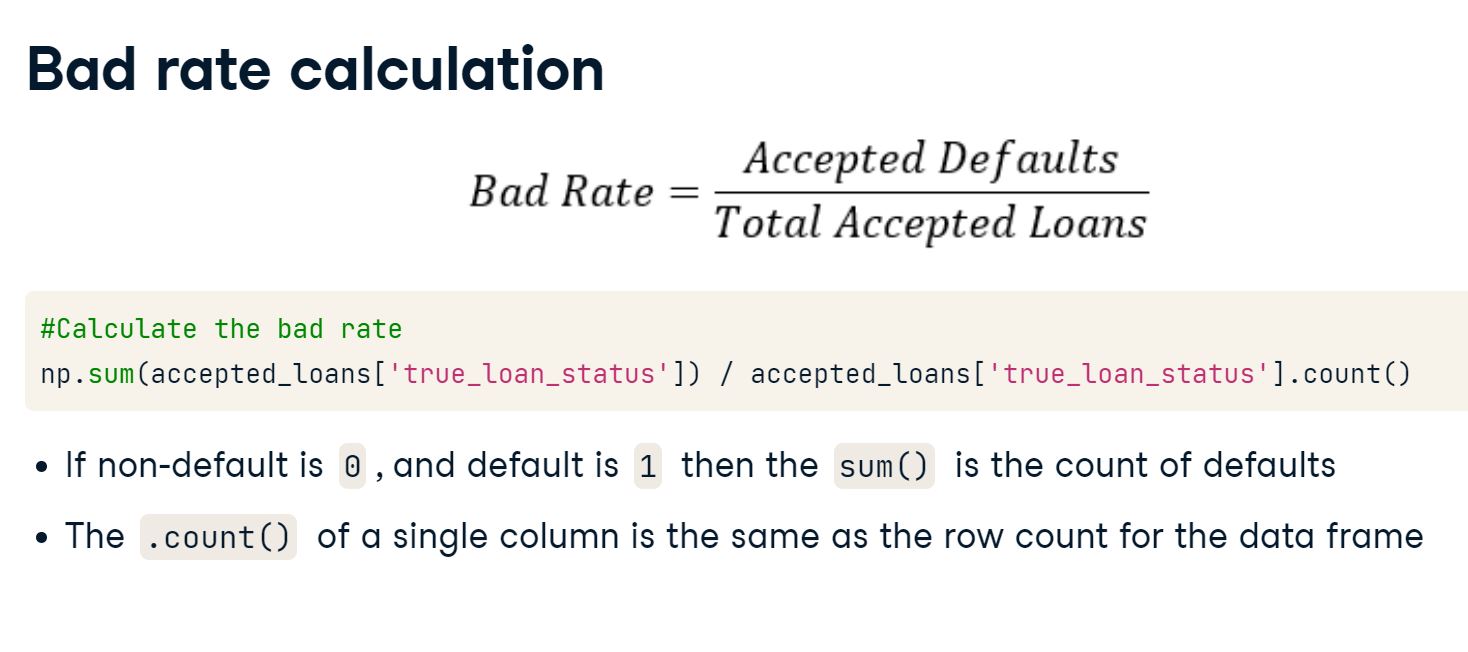 Bad rate calculation
Bad Rate = Accepted Defaults / Total Accepted Loans
#Calculate the bad rate
np.sum(accepted_loans['true_loan_status']) / accepted_loans['true_loan_status'].count()
• If non-default is 0 , and default is 1 then the sum() is the count of defaults
• The .count() of a single column is the same as the row count for the data frame